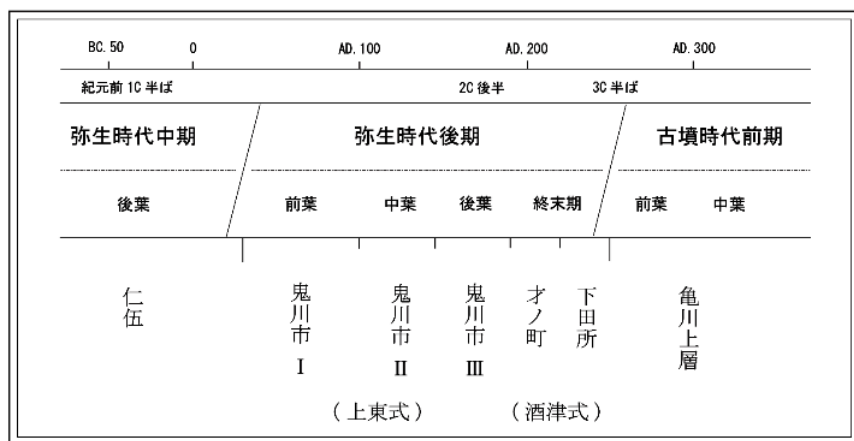 BC.50 0 AD.100 AD.200 AD.300
紀元前1C半ば 2C後半 3C半ば
弥生時代中期 弥生時代後期 古墳時代前期
後葉 前葉 中葉 後葉 終末期 前葉 中葉
仁伍
鬼川市Ⅰ
鬼川市Ⅱ
鬼川市Ⅲ
才ノ町
下田所
亀川上層
(上東式) (酒津式)